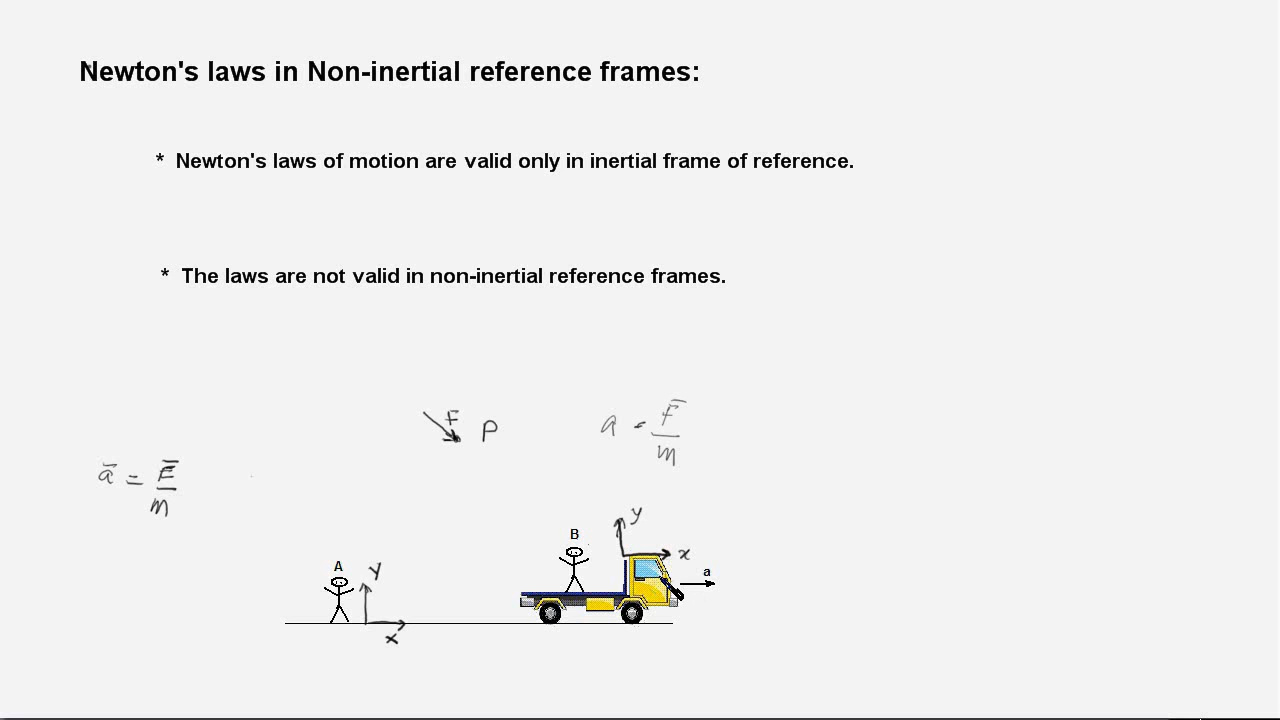 Newton's laws in Non-inertial reference frames:
* Newton's laws of motion are valid only in inertial frame of reference.
* The laws are not valid in non-inertial reference frames.
F P
a = F̅/m
a̅ = F̅/m
A
y
x
B
y
x
a